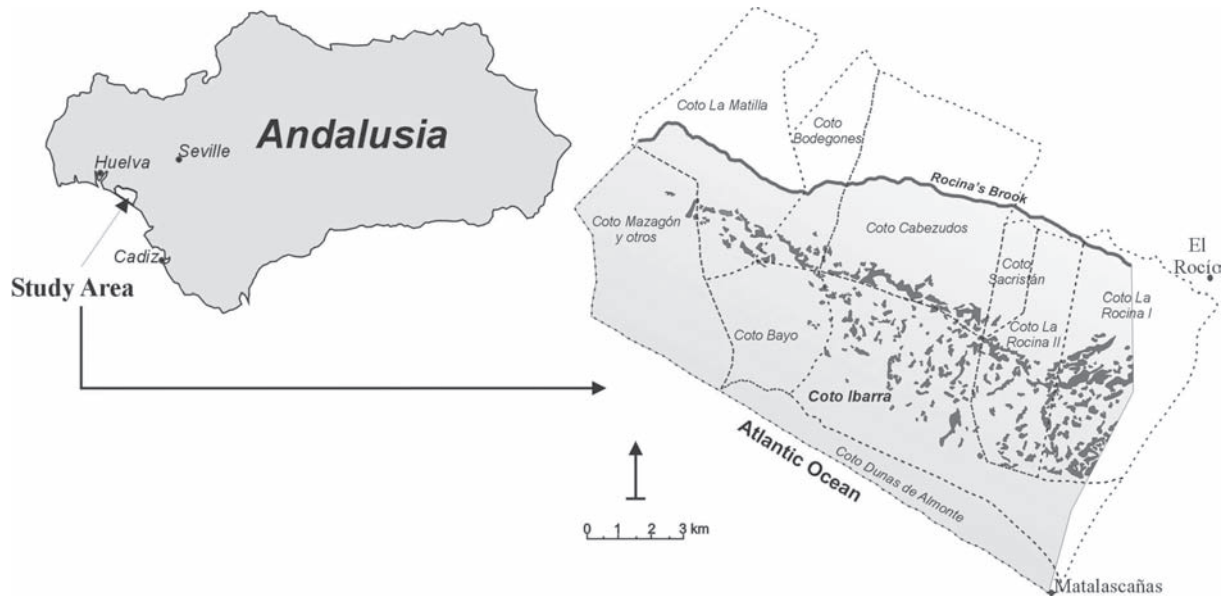 Andalusia
Huelva
Seville
Cadiz
Study Area
Coto La Matilla
Coto
Bodegones
Rocina's Brook
Coto Mazagón
y otros
Coto Cabezudos
Coto
Sacristán
El
Rocío
Coto La
Rocina I
Coto La
Rocina II
Coto Bayo
Coto Ibarra
Atlantic Ocean
Coto Dunas de Almonte
0 1 2 3 km
Matalascañas